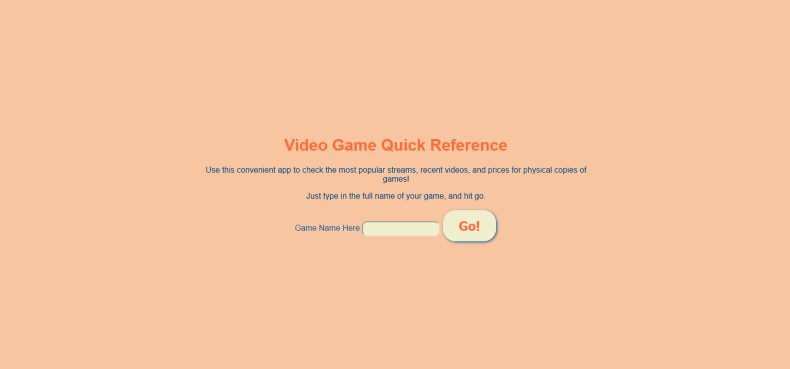 Video Game Quick Reference
Use this convenient app to check the most popular streams, recent videos, and prices for physical copies of
games!
Just type in the full name of your game, and hit go.
Game Name Here Go!